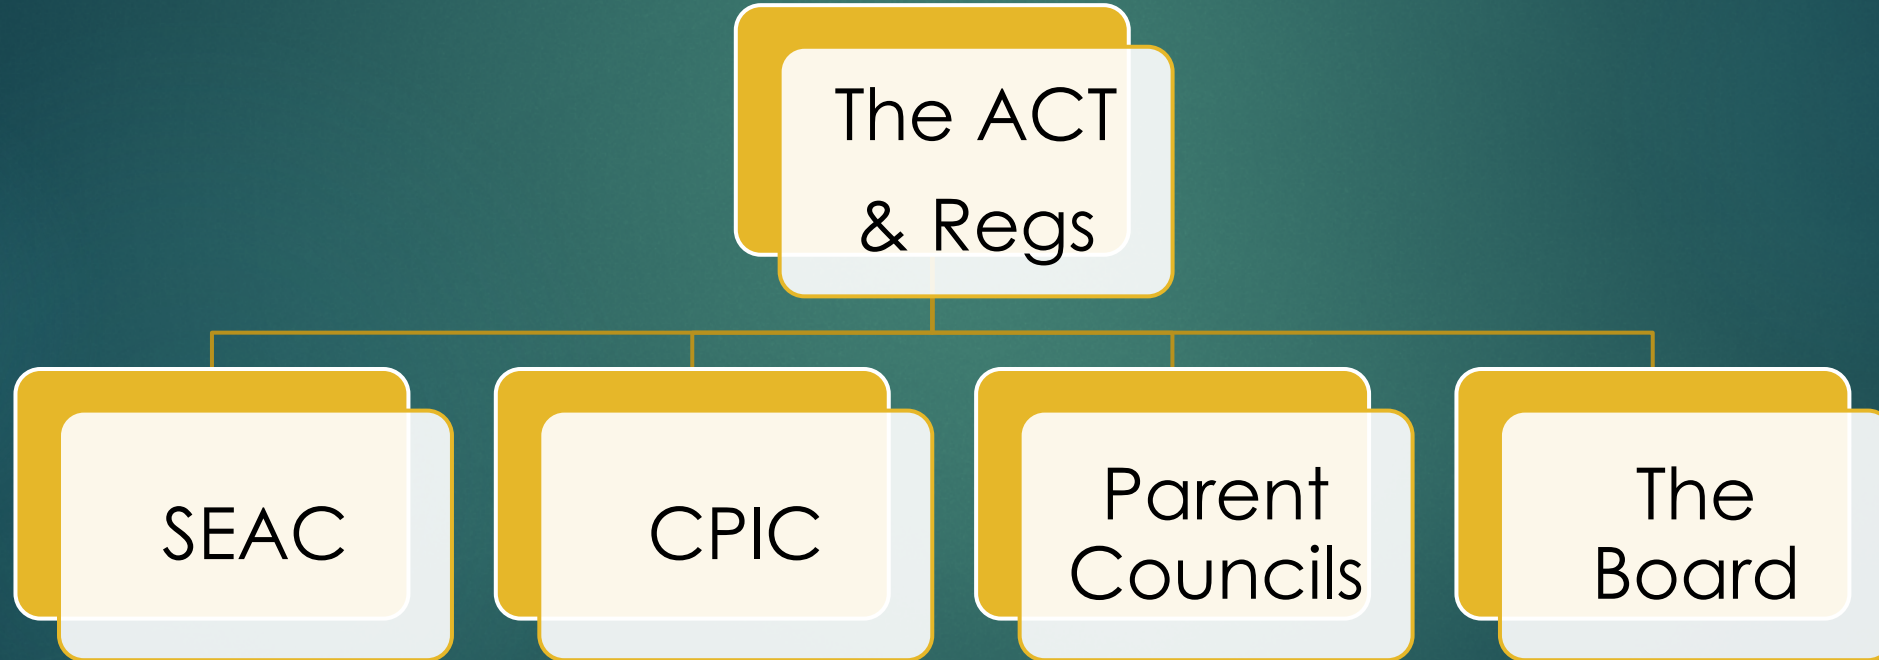 The ACT
& Regs
SEAC
CPIC
Parent
Councils
The
Board